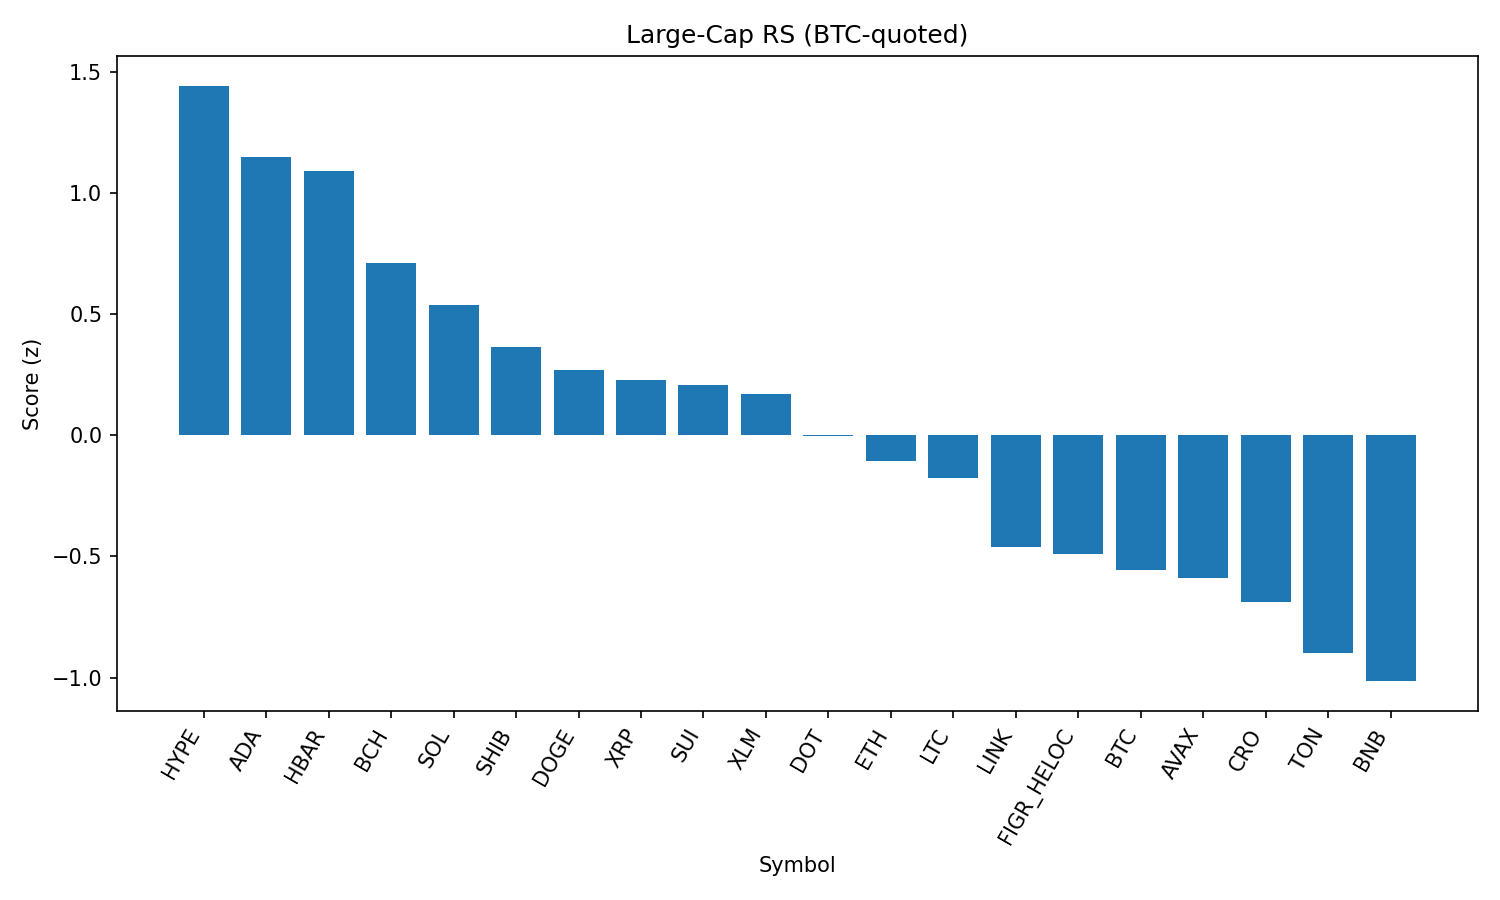 Large-Cap RS (BTC-quoted)
Score (z)
1.5
1.0
0.5
0.0
−0.5
−1.0
HYPE
ADA
HBAR
BCH
SOL
SHIB
DOGE
XRP
SUI
XLM
DOT
ETH
LTC
LINK
FIGR_HELOC
BTC
AVAX
CRO
TON
BNB
Symbol